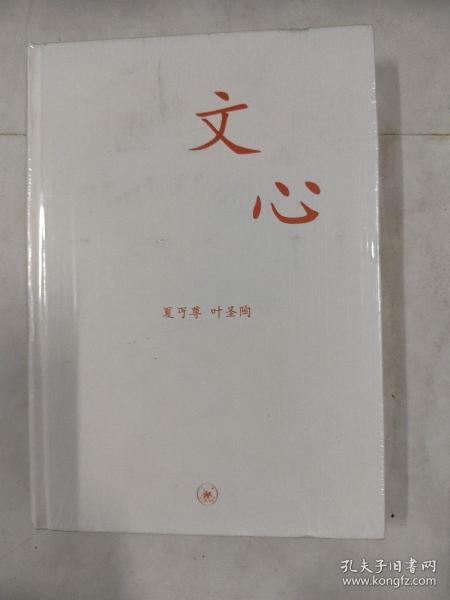 文
心
夏丏尊 叶圣陶
孔夫子旧书网
www.kongfz.com